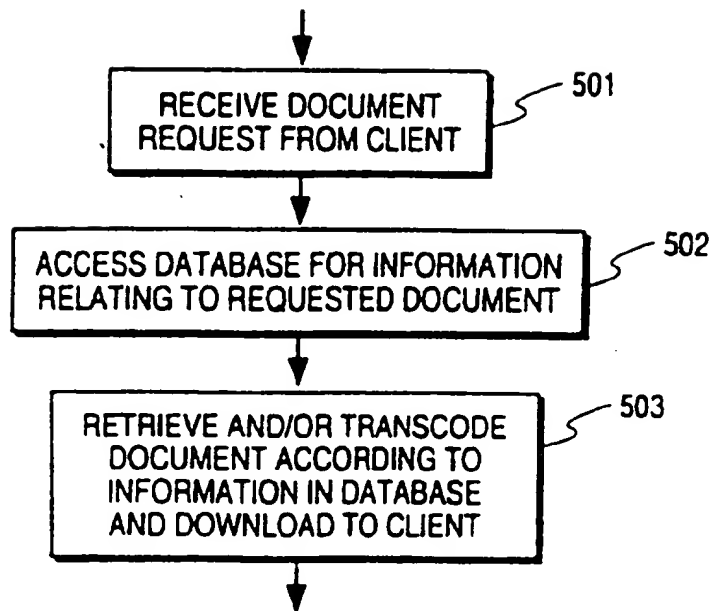 RECEIVE DOCUMENT
REQUEST FROM CLIENT
501
ACCESS DATABASE FOR INFORMATION
RELATING TO REQUESTED DOCUMENT
502
RETRIEVE AND/OR TRANSCODE
DOCUMENT ACCORDING TO
INFORMATION IN DATABASE
AND DOWNLOAD TO CLIENT
503